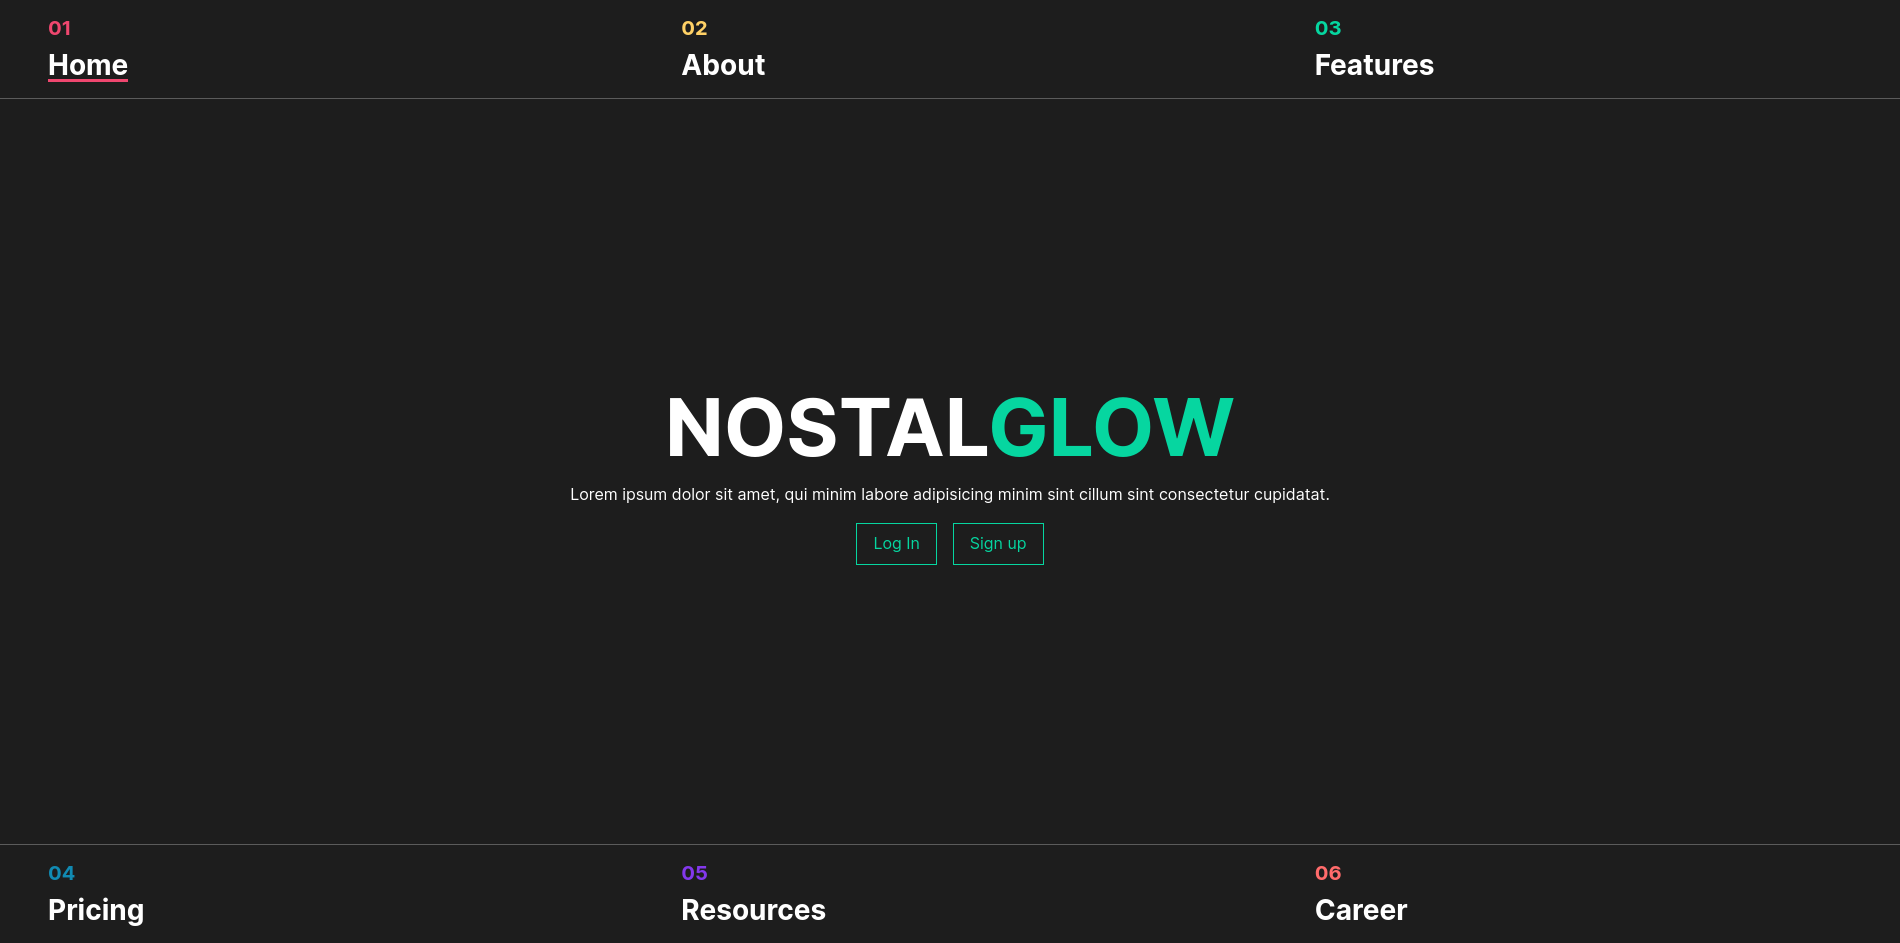 01 02 03
Home About Features
NOSTALGLOW
Lorem ipsum dolor sit amet, qui minim labore adipisicing minim sint cillum sint consectetur cupidatat.
Log In Sign up
04 05 06
Pricing Resources Career